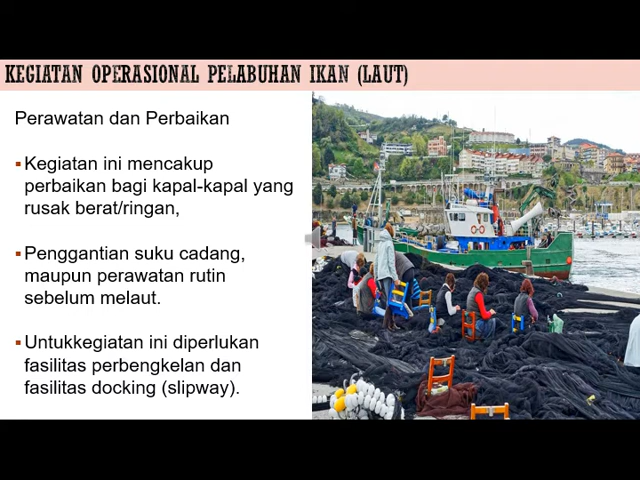 KEGIATAN OPERASIONAL PELABUHAN IKAN (LAUT)
Perawatan dan Perbaikan
▪Kegiatan ini mencakup
perbaikan bagi kapal-kapal yang
rusak berat/ringan,
▪Penggantian suku cadang,
maupun perawatan rutin
sebelum melaut.
▪Untukkegiatan ini diperlukan
fasilitas perbengkelan dan
fasilitas docking (slipway).